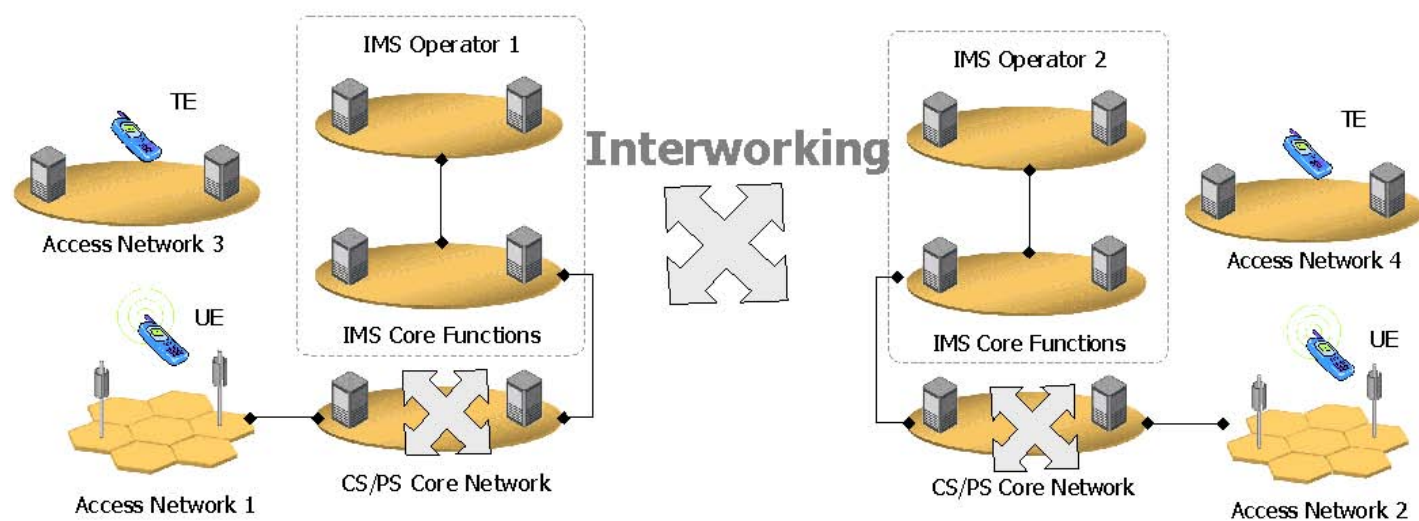 IMS Operator 1
IMS Operator 2
TE
TE
Interworking
Access Network 3
Access Network 4
UE
UE
IMS Core Functions
IMS Core Functions
CS/PS Core Network
CS/PS Core Network
Access Network 1
Access Network 2